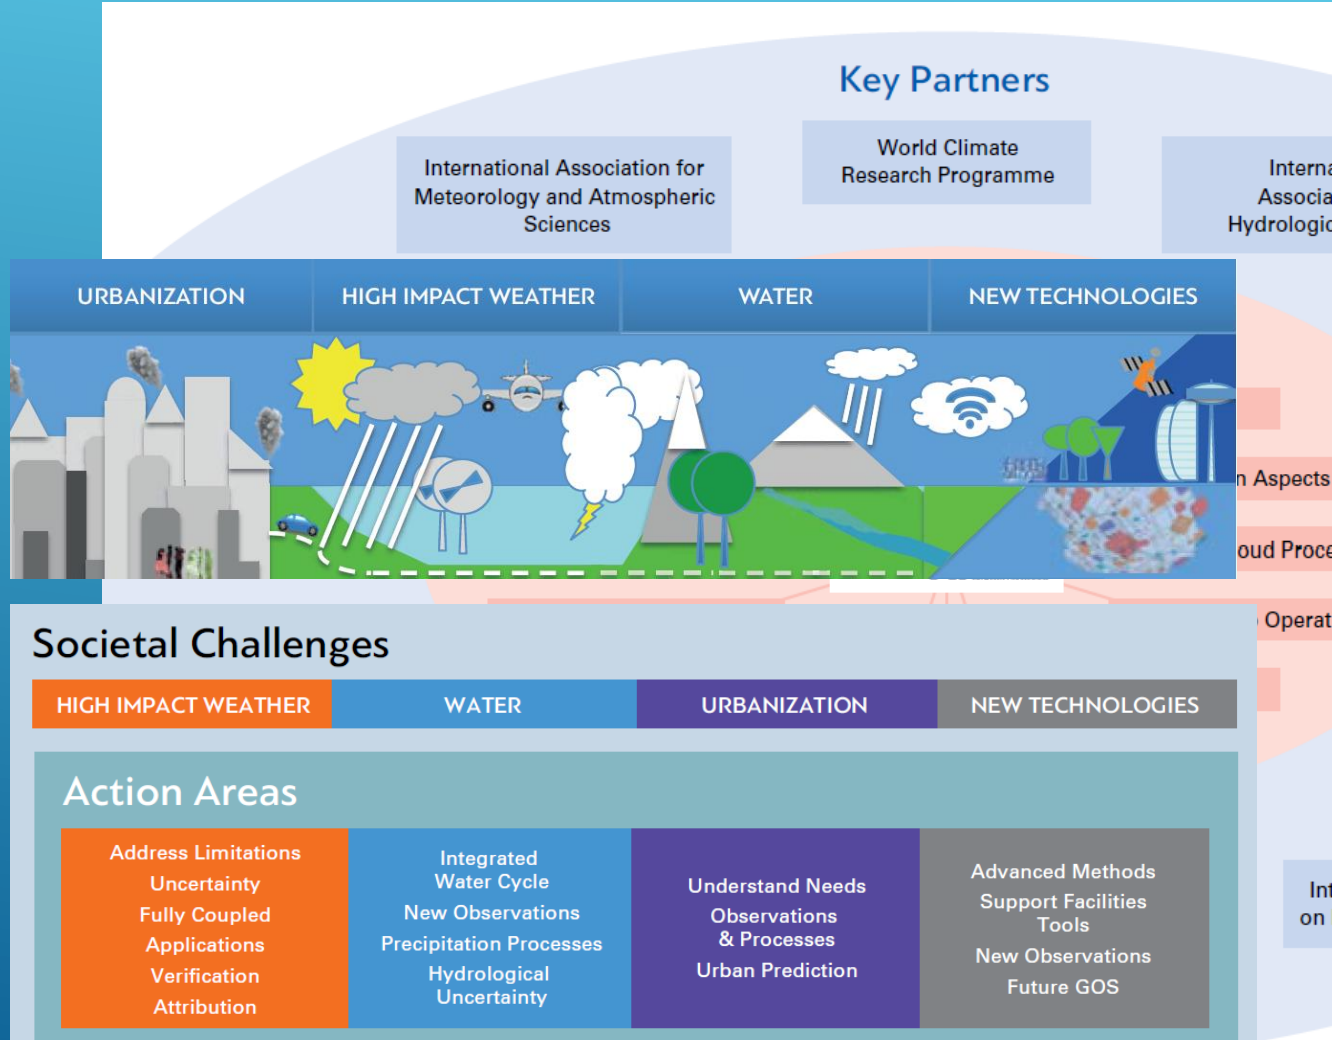 Key Partners
International Association for
Meteorology and Atmospheric
Sciences
World Climate
Research Programme
URBANIZATION
HIGH IMPACT WEATHER
WATER
NEW TECHNOLOGIES
Aspects
Societal Challenges
HIGH IMPACT WEATHER
WATER
URBANIZATION
NEW TECHNOLOGIES
Action Areas
Address Limitations
Uncertainty
Fully Coupled
Applications
Verification
Attribution
Integrated
Water Cycle
New Observations
Precipitation Processes
Hydrological
Uncertainty
Understand Needs
Observations
& Processes
Urban Prediction
Advanced Methods
Support Facilities
Tools
New Observations
Future GOS
on